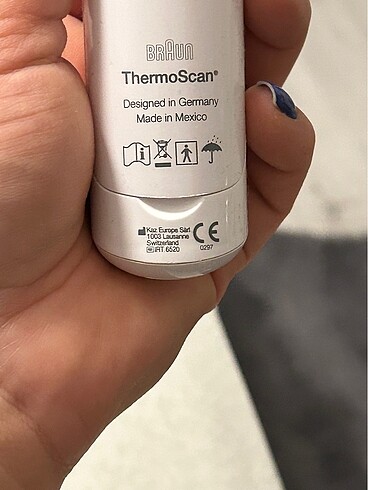 BRAUN
ThermoScan®
Designed in Germany
Made in Mexico
Kaz Europe Sàrl
1003 Lausanne
Switzerland
IRT 6520
CE
0297